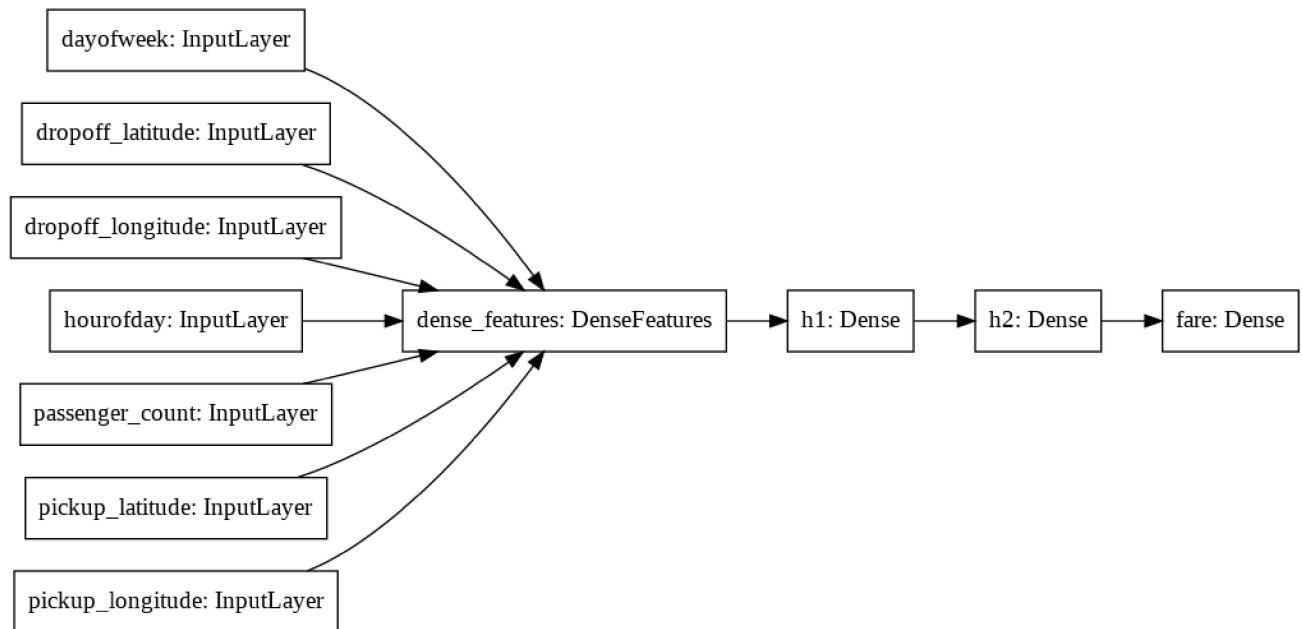 dayofweek: InputLayer
dropoff_latitude: InputLayer
dropoff_longitude: InputLayer
hourofday: InputLayer
dense_features: DenseFeatures
h1: Dense
h2: Dense
fare: Dense
passenger_count: InputLayer
pickup_latitude: InputLayer
pickup_longitude: InputLayer